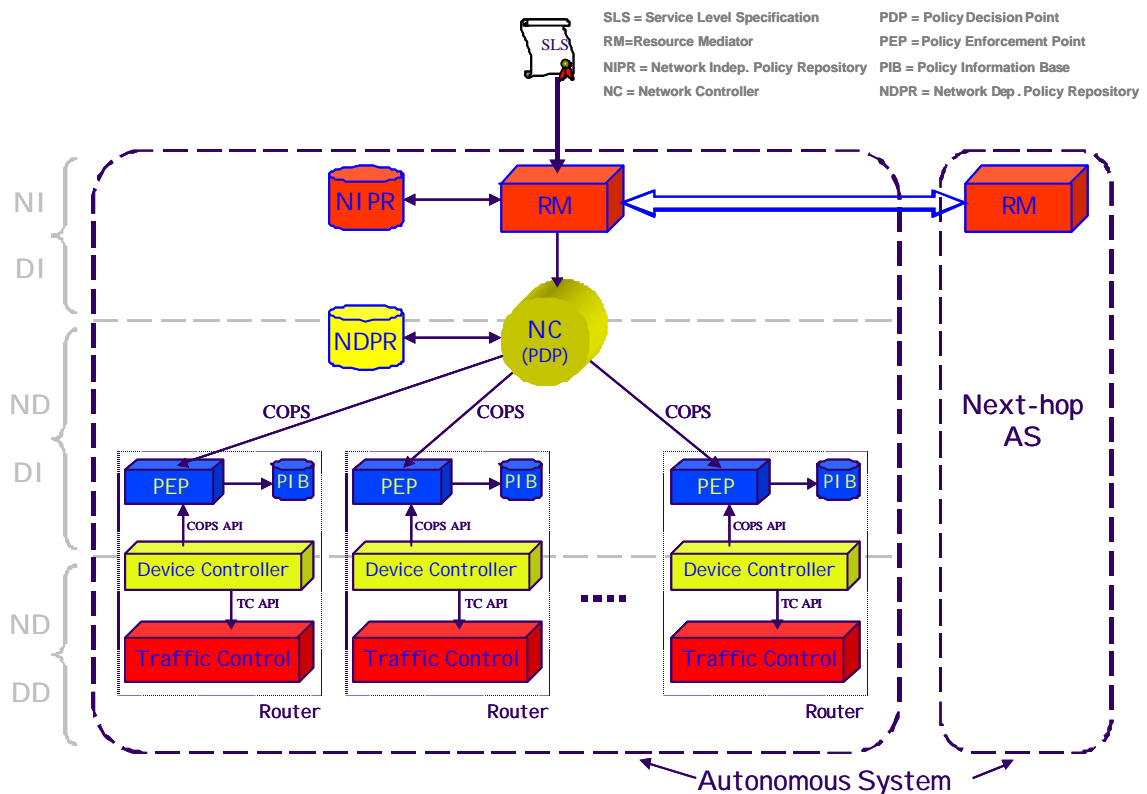 SLS = Service Level Specification
PDP = Policy Decision Point
RM=Resource Mediator
PEP = Policy Enforcement Point
NIPR = Network Indep. Policy Repository
PIB = Policy Information Base
NC = Network Controller
NDPR = Network Dep. Policy Repository
SLS
NI
DI
NIPR
RM
RM
NC
(PDP)
NDPR
ND
DI
COPS
COPS
COPS
Next-hop
AS
PEP
PIB
PEP
PIB
PEP
PIB
COPS API
COPS API
COPS API
Device Controller
Device Controller
Device Controller
TC API
TC API
TC API
ND
DD
Traffic Control
Traffic Control
Traffic Control
Router
Router
Router
Autonomous System